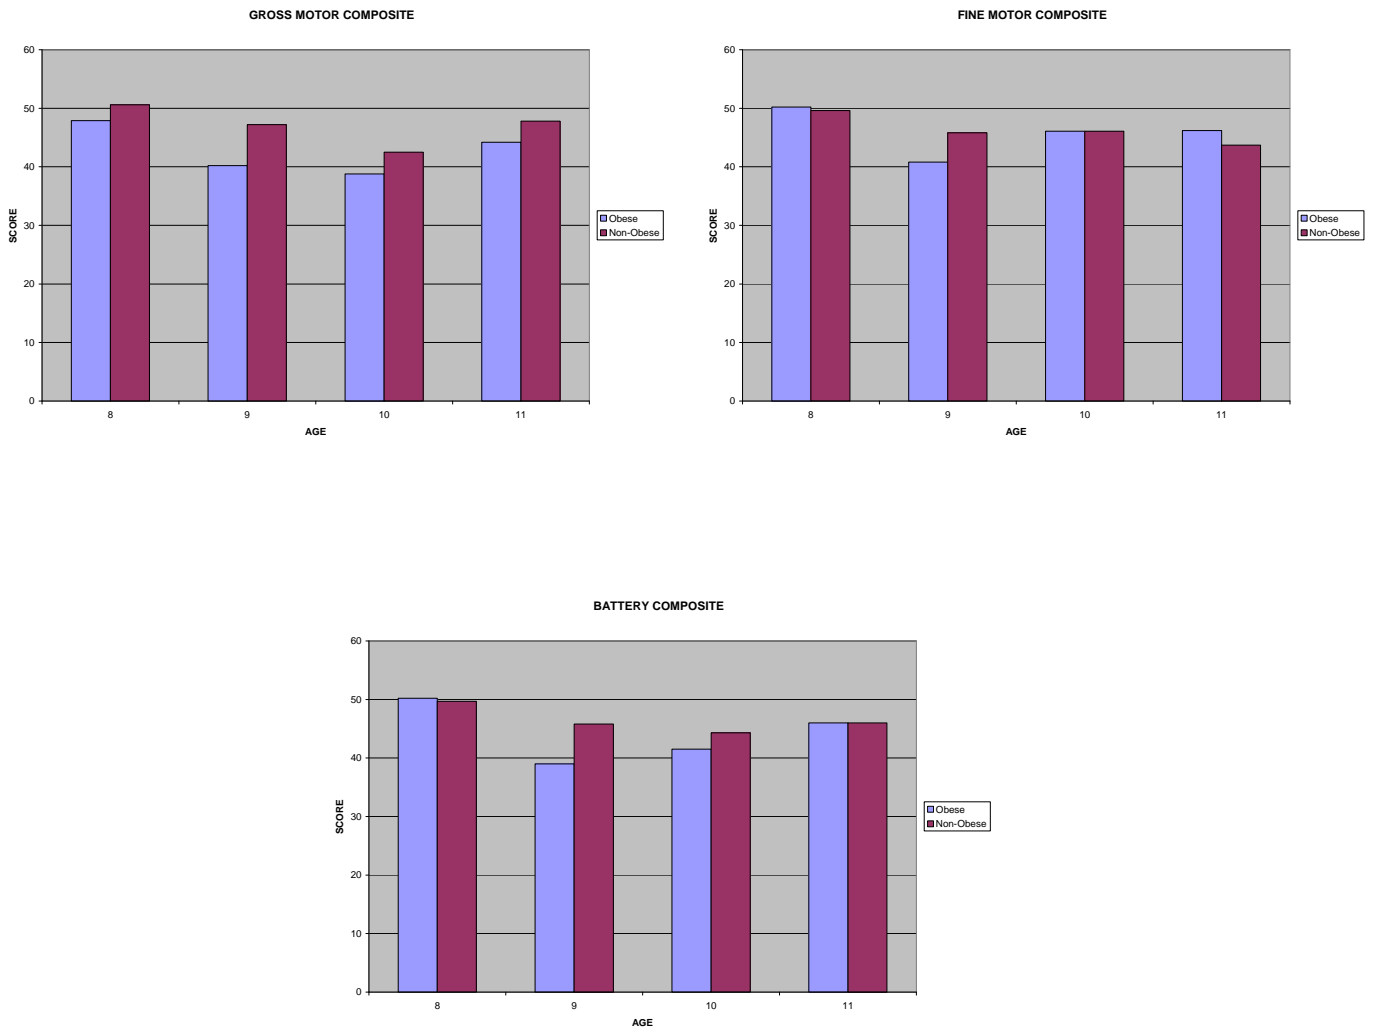 GROSS MOTOR COMPOSITE
60
50
40
30
20
10
0
SCORE
8 9 10 11
AGE
Obese
Non-Obese
FINE MOTOR COMPOSITE
60
50
40
30
20
10
0
SCORE
8 9 10 11
AGE
Obese
Non-Obese
BATTERY COMPOSITE
60
50
40
30
20
10
0
SCORE
8 9 10 11
AGE
Obese
Non-Obese